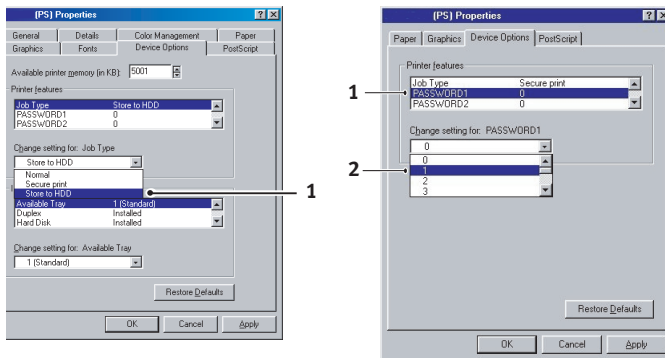 (PS) Properties
General Details Color Management Paper
Graphics Fonts Device Options PostScript
Available printer memory (in KB): 5001
Printer features
Job Type Store to HDD
PASSWORD1 0
PASSWORD2 0
Change setting for: Job Type
Store to HDD
Normal
Secure print
Store to HDD
1
Available Tray 1 (Standard)
Duplex Installed
Hard Disk Installed
Change setting for: Available Tray
1 (Standard)
Restore Defaults
OK Cancel Apply
(PS) Properties
Paper Graphics Device Options PostScript
Printer features
Job Type Secure print
1 PASSWORD1 0
PASSWORD2 0
Change setting for: PASSWORD1
0
0
2 1
2
3
Restore Defaults
OK Cancel Apply